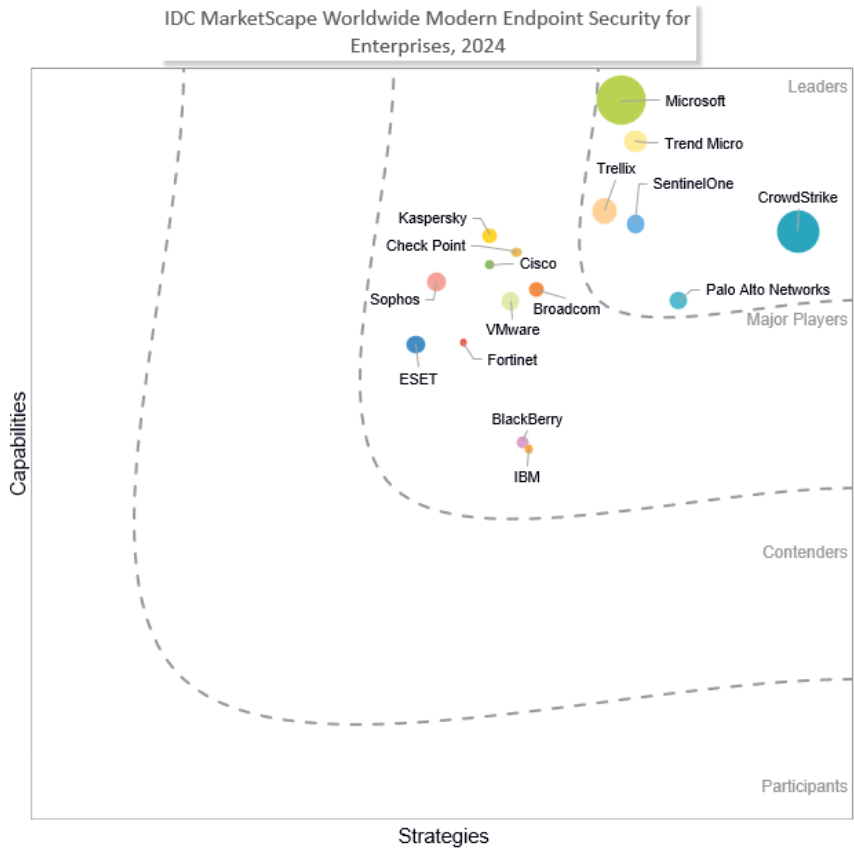 IDC MarketScape Worldwide Modern Endpoint Security for
Enterprises, 2024
Leaders
Microsoft
Trend Micro
Trellix
SentinelOne
CrowdStrike
Kaspersky
Check Point
Cisco
Sophos
Palo Alto Networks
Broadcom
Major Players
VMware
Fortinet
ESET
BlackBerry
Capabilities
IBM
Contenders
Participants
Strategies